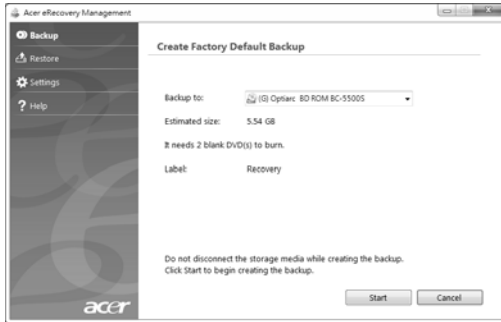 Acer eRecovery Management
Backup
Restore
Settings
? Help
Create Factory Default Backup
Backup to: (G) Optiarc BD ROM BC-5500S
Estimated size: 5.54 GB
It needs 2 blank DVD(s) to burn.
Label: Recovery
Do not disconnect the storage media while creating the backup.
Click Start to begin creating the backup.
Start Cancel
acer